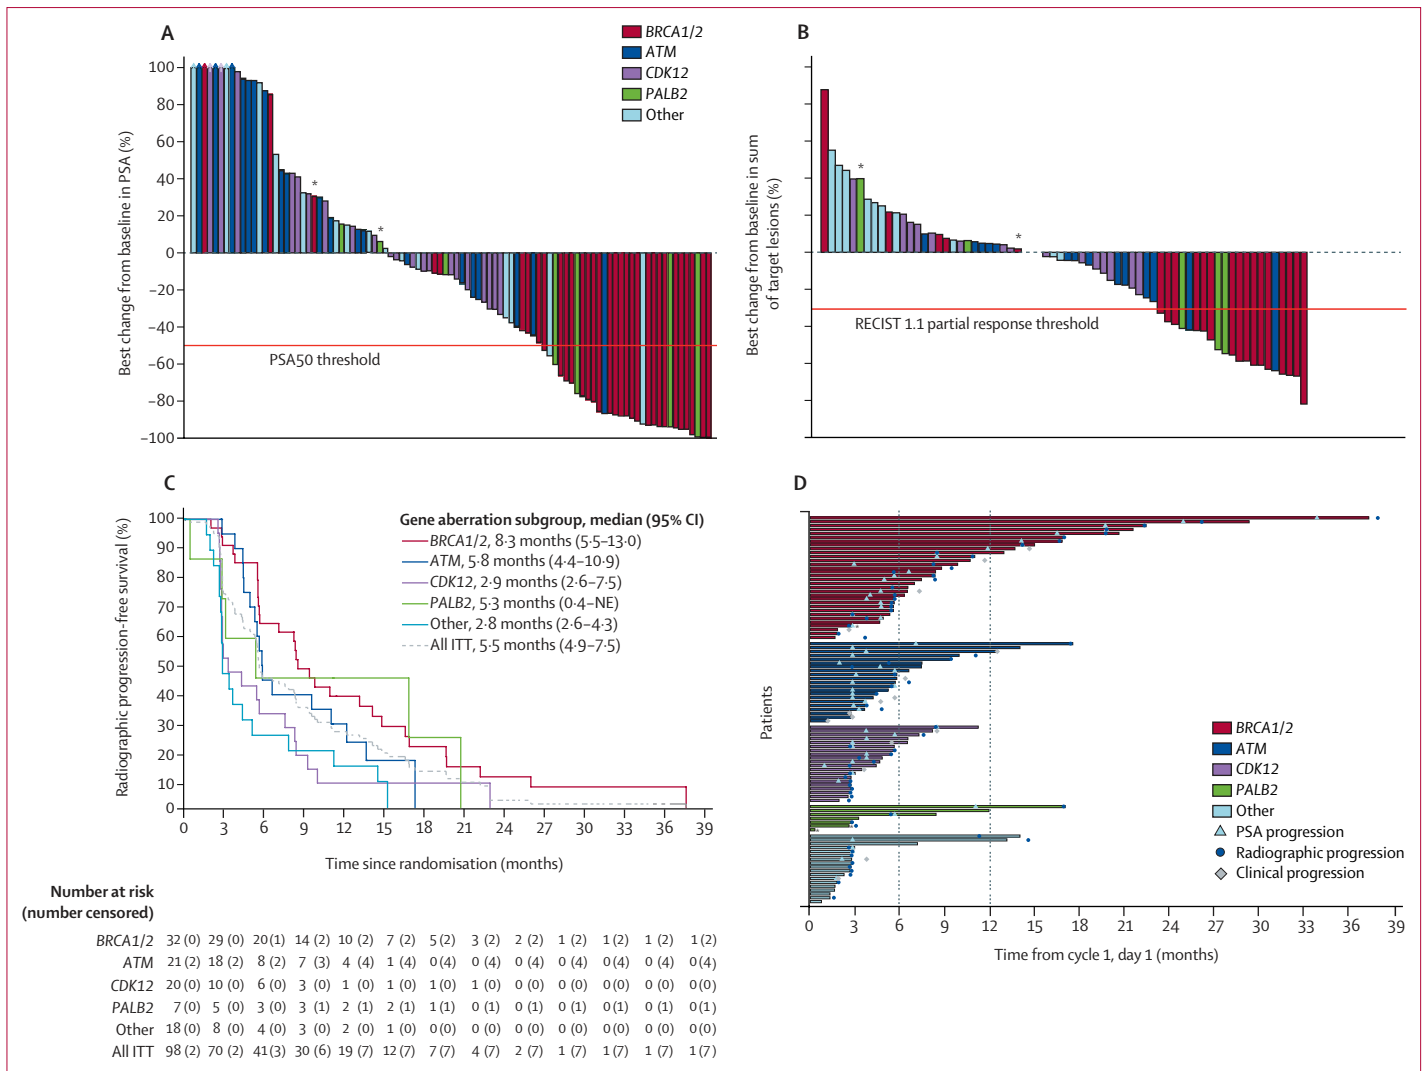 A
BRCA1/2
ATM
CDK12
PALB2
Other
Best change from baseline in PSA (%)
100
80
60
40
20
0
−20
−40
−60
−80
−100
PSA50 threshold
B
Best change from baseline in sum
of target lesions (%)
*
*
*
*
RECIST 1.1 partial response threshold
C
Radiographic progression-free survival (%)
100
90
80
70
60
50
40
30
20
10
0
Gene aberration subgroup, median (95% CI)
BRCA1/2, 8·3 months (5·5–13·0)
ATM, 5·8 months (4·4–10·9)
CDK12, 2·9 months (2·6–7·5)
PALB2, 5·3 months (0·4–NE)
Other, 2·8 months (2·6–4·3)
All ITT, 5·5 months (4·9–7·5)
0 3 6 9 12 15 18 21 24 27 30 33 36 39
Time since randomisation (months)
Number at risk
(number censored)
BRCA1/2 32 (0) 29 (0) 20 (1) 14 (2) 10 (2) 7 (2) 5 (2) 3 (2) 2 (2) 1 (2) 1 (2) 1 (2) 1 (2)
ATM 21 (2) 18 (2) 8 (2) 7 (3) 4 (4) 1 (4) 0 (4) 0 (4) 0 (4) 0 (4) 0 (4) 0 (4) 0 (4)
CDK12 20 (0) 10 (0) 6 (0) 3 (0) 1 (0) 1 (0) 1 (0) 1 (0) 0 (0) 0 (0) 0 (0) 0 (0) 0 (0)
PALB2 7 (0) 5 (0) 3 (0) 3 (1) 2 (1) 2 (1) 1 (1) 0 (1) 0 (1) 0 (1) 0 (1) 0 (1) 0 (1)
Other 18 (0) 8 (0) 4 (0) 3 (0) 2 (0) 1 (0) 0 (0) 0 (0) 0 (0) 0 (0) 0 (0) 0 (0) 0 (0)
All ITT 98 (2) 70 (2) 41 (3) 30 (6) 19 (7) 12 (7) 7 (7) 4 (7) 2 (7) 1 (7) 1 (7) 1 (7) 1 (7)
D
Patients
BRCA1/2
ATM
CDK12
PALB2
Other
PSA progression
Radiographic progression
Clinical progression
0 3 6 9 12 15 18 21 24 27 30 33 36 39
Time from cycle 1, day 1 (months)